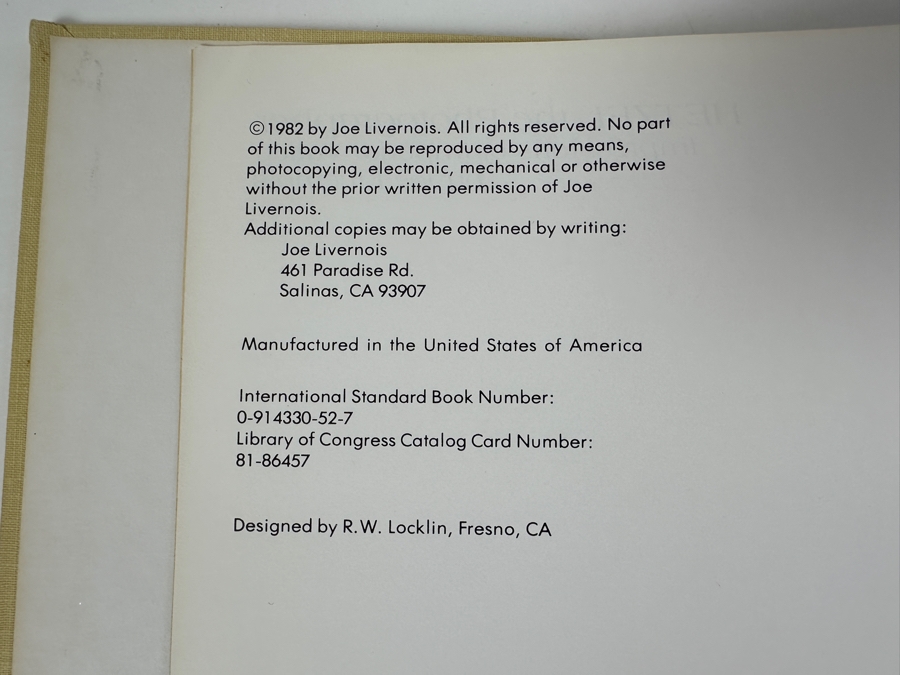 ©1982 by Joe Livernois. All rights reserved. No part
of this book may be reproduced by any means,
photocopying, electronic, mechanical or otherwise
without the prior written permission of Joe
Livernois.
Additional copies may be obtained by writing:
Joe Livernois
461 Paradise Rd.
Salinas, CA 93907
Manufactured in the United States of America
International Standard Book Number:
0-914330-52-7
Library of Congress Catalog Card Number:
81-86457
Designed by R.W. Locklin, Fresno, CA